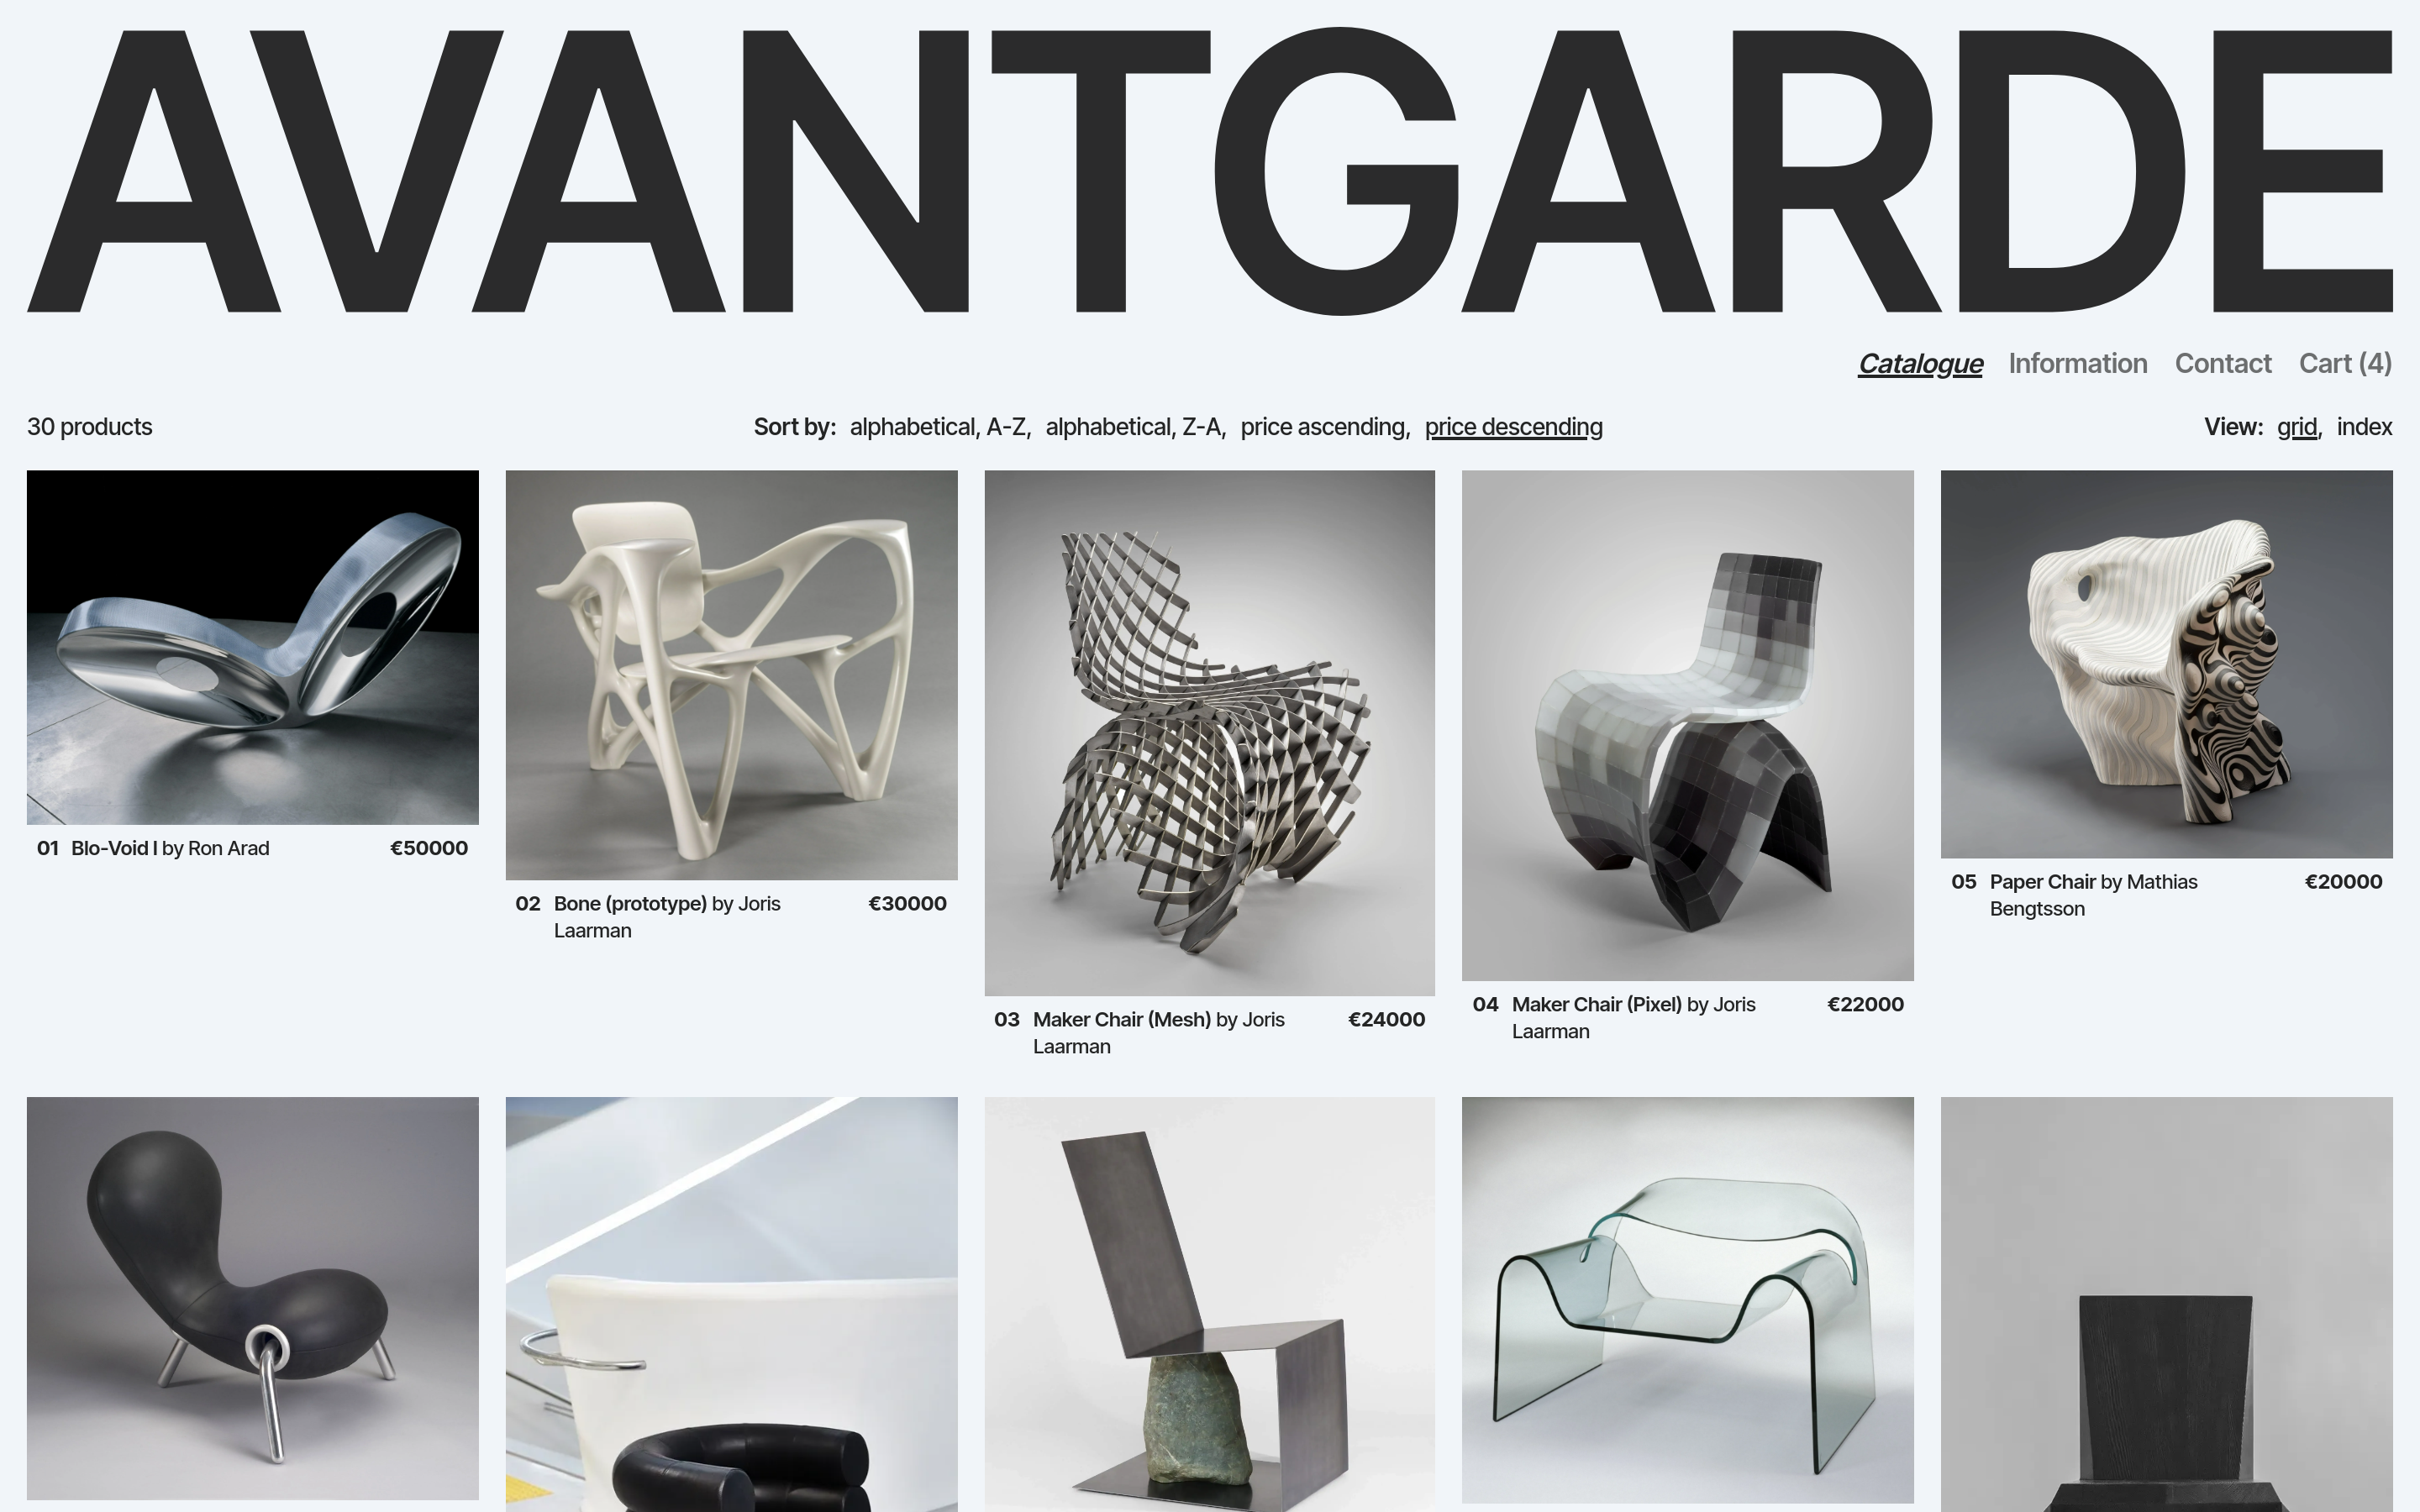 AVANTGARDE
Catalogue Information Contact Cart (4)
30 products Sort by: alphabetical, A-Z, alphabetical, Z-A, price ascending, price descending View: grid, index
01 Blo-Void I by Ron Arad €50000
02 Bone (prototype) by Joris €30000
Laarman
03 Maker Chair (Mesh) by Joris €24000
Laarman
04 Maker Chair (Pixel) by Joris €22000
Laarman
05 Paper Chair by Mathias €20000
Bengtsson